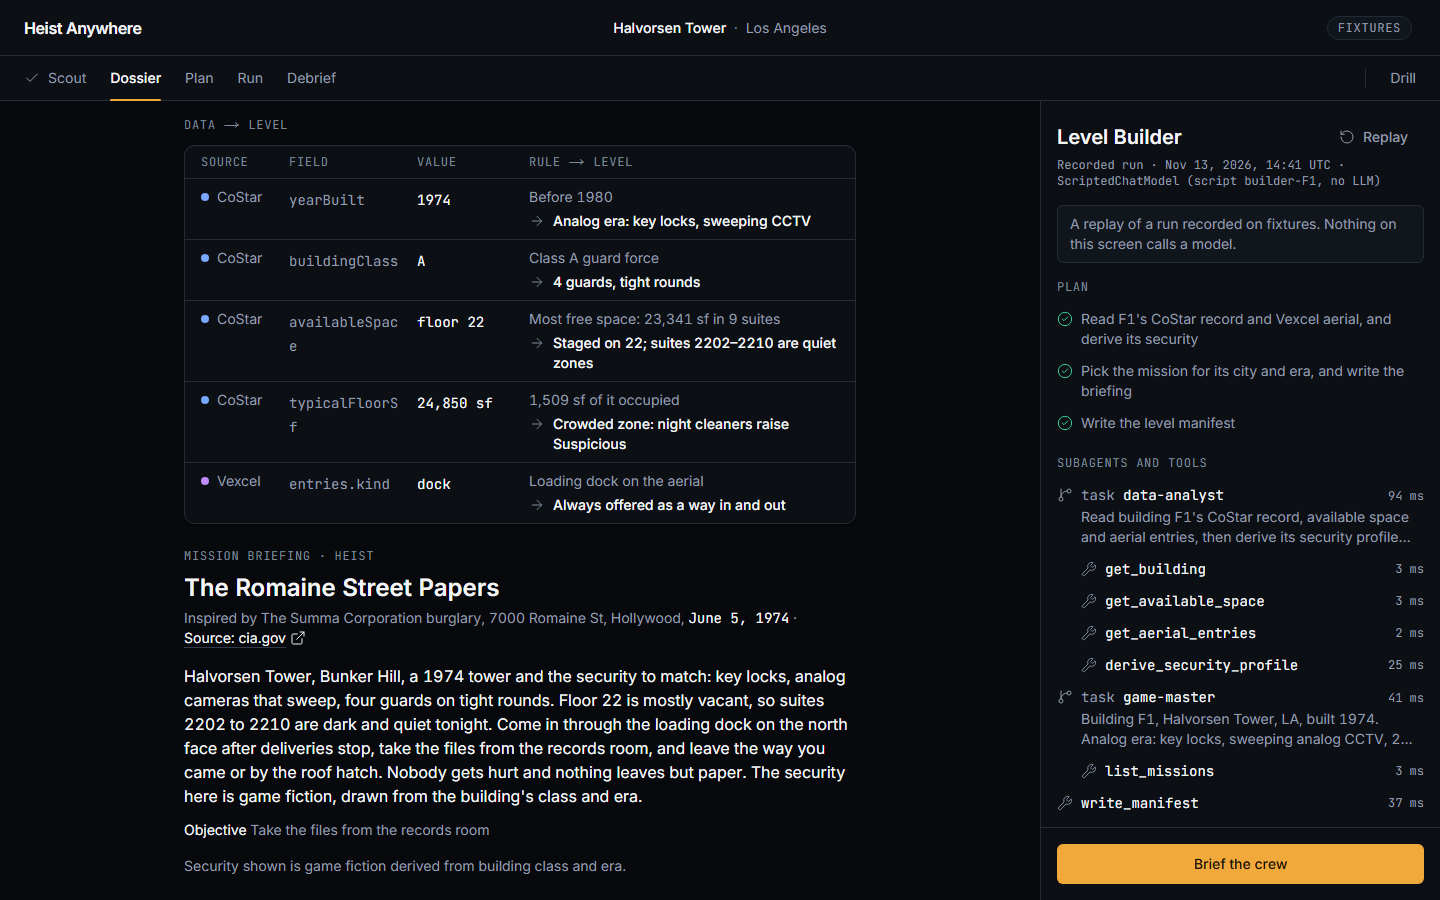 Heist Anywhere
Halvorsen Tower · Los Angeles
FIXTURES
Scout Dossier Plan Run Debrief
Drill
DATA → LEVEL
SOURCE FIELD VALUE RULE → LEVEL
CoStar yearBuilt 1974 Before 1980
→ Analog era: key locks, sweeping CCTV
CoStar buildingClass A Class A guard force
→ 4 guards, tight rounds
CoStar availableSpac floor 22 Most free space: 23,341 sf in 9 suites
e → Staged on 22; suites 2202–2210 are quiet
zones
CoStar typicalFloorS 24,850 sf 1,509 sf of it occupied
f → Crowded zone: night cleaners raise
Suspicious
Vexcel entries.kind dock Loading dock on the aerial
→ Always offered as a way in and out
MISSION BRIEFING · HEIST
The Romaine Street Papers
Inspired by The Summa Corporation burglary, 7000 Romaine St, Hollywood, June 5, 1974 ·
Source: cia.gov
Halvorsen Tower, Bunker Hill, a 1974 tower and the security to match: key locks, analog
cameras that sweep, four guards on tight rounds. Floor 22 is mostly vacant, so suites
2202 to 2210 are dark and quiet tonight. Come in through the loading dock on the north
face after deliveries stop, take the files from the records room, and leave the way you
came or by the roof hatch. Nobody gets hurt and nothing leaves but paper. The security
here is game fiction, drawn from the building's class and era.
Objective Take the files from the records room
Security shown is game fiction derived from building class and era.
Level Builder
Replay
Recorded run · Nov 13, 2026, 14:41 UTC ·
ScriptedChatModel (script builder-F1, no LLM)
A replay of a run recorded on fixtures. Nothing on
this screen calls a model.
PLAN
Read F1's CoStar record and Vexcel aerial, and
derive its security
Pick the mission for its city and era, and write the
briefing
Write the level manifest
SUBAGENTS AND TOOLS
task data-analyst 94 ms
Read building F1's CoStar record, available space
and aerial entries, then derive its security profile...
get_building 3 ms
get_available_space 3 ms
get_aerial_entries 2 ms
derive_security_profile 25 ms
task game-master 41 ms
Building F1, Halvorsen Tower, LA, built 1974.
Analog era: key locks, sweeping analog CCTV, 2...
list_missions 3 ms
write_manifest 37 ms
Brief the crew